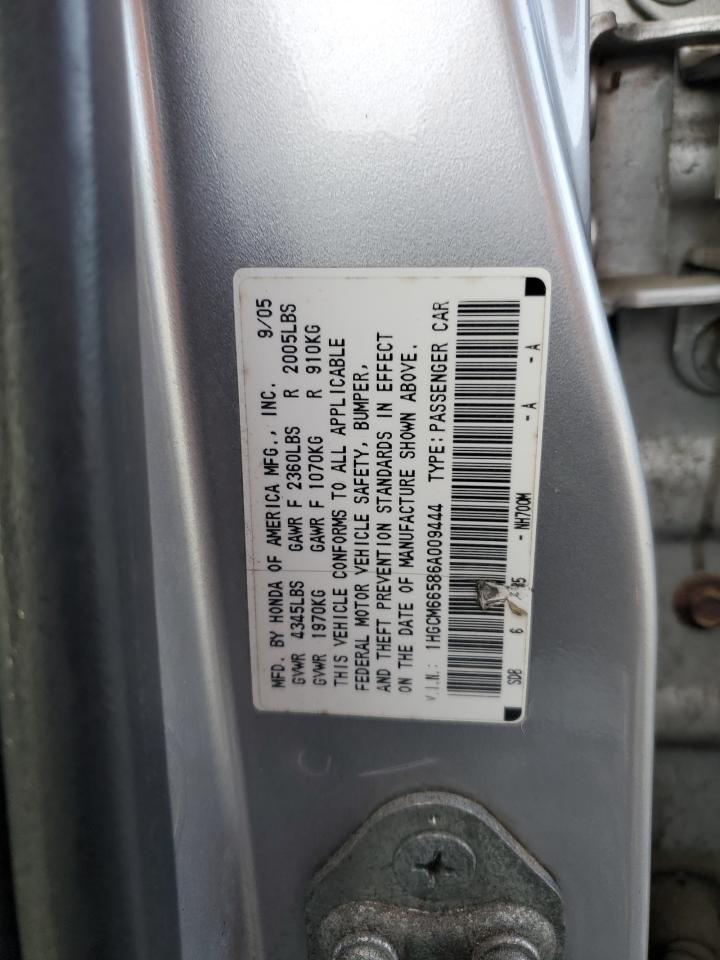 MFD. BY HONDA OF AMERICA MFG., INC. 9/05
GVWR 4345LBS GAWR F 2360LBS R 2005LBS
GVWR 1970KG GAWR F 1070KG R 910KG
THIS VEHICLE CONFORMS TO ALL APPLICABLE
FEDERAL MOTOR VEHICLE SAFETY, BUMPER,
AND THEFT PREVENTION STANDARDS IN EFFECT
ON THE DATE OF MANUFACTURE SHOWN ABOVE.
V.I.N.: 1HGCM66586A009444 TYPE: PASSENGER CAR
SDB 6 - NH700M - A - A